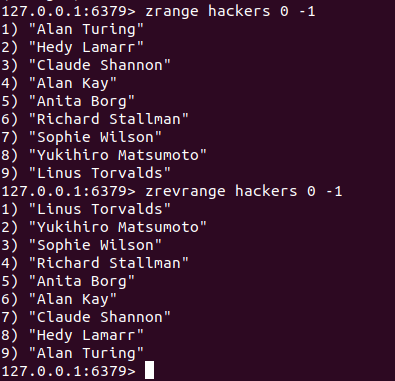 127.0.0.1:6379> zrange hackers 0 -1
1) "Alan Turing"
2) "Hedy Lamarr"
3) "Claude Shannon"
4) "Alan Kay"
5) "Anita Borg"
6) "Richard Stallman"
7) "Sophie Wilson"
8) "Yukihiro Matsumoto"
9) "Linus Torvalds"
127.0.0.1:6379> zrevrange hackers 0 -1
1) "Linus Torvalds"
2) "Yukihiro Matsumoto"
3) "Sophie Wilson"
4) "Richard Stallman"
5) "Anita Borg"
6) "Alan Kay"
7) "Claude Shannon"
8) "Hedy Lamarr"
9) "Alan Turing"
127.0.0.1:6379>